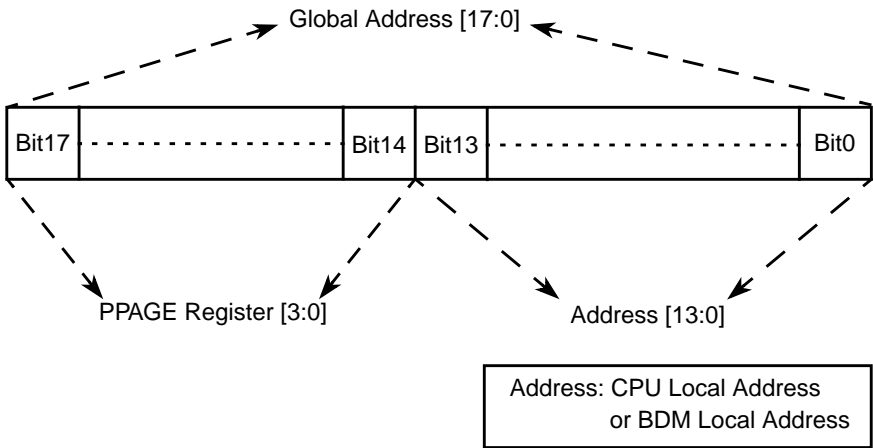 Global Address [17:0]
Bit17 Bit14 Bit13 Bit0
PPAGE Register [3:0]
Address [13:0]
Address: CPU Local Address
or BDM Local Address